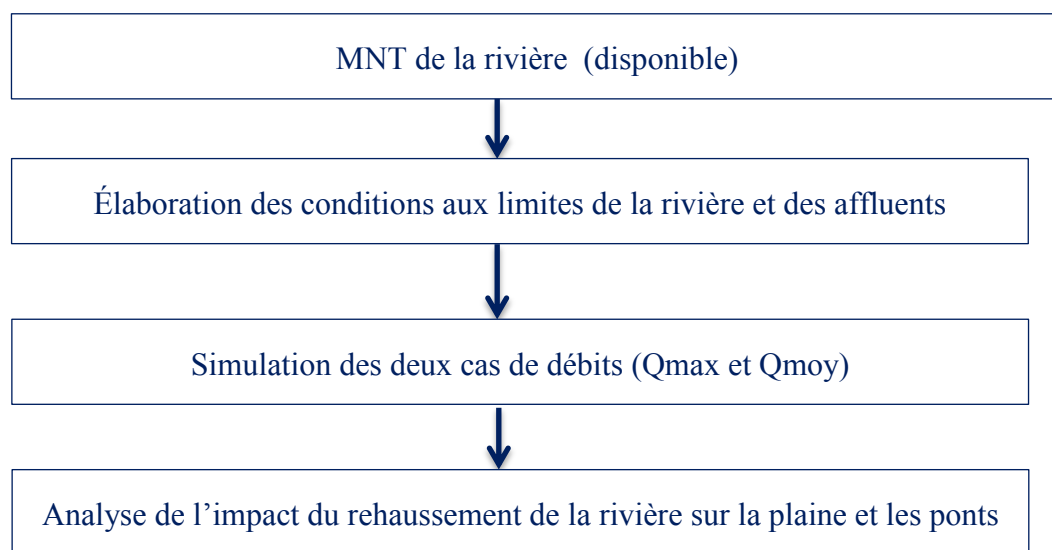 MNT de la rivière (disponible)
Élaboration des conditions aux limites de la rivière et des affluents
Simulation des deux cas de débits (Qmax et Qmoy)
Analyse de l’impact du rehaussement de la rivière sur la plaine et les ponts